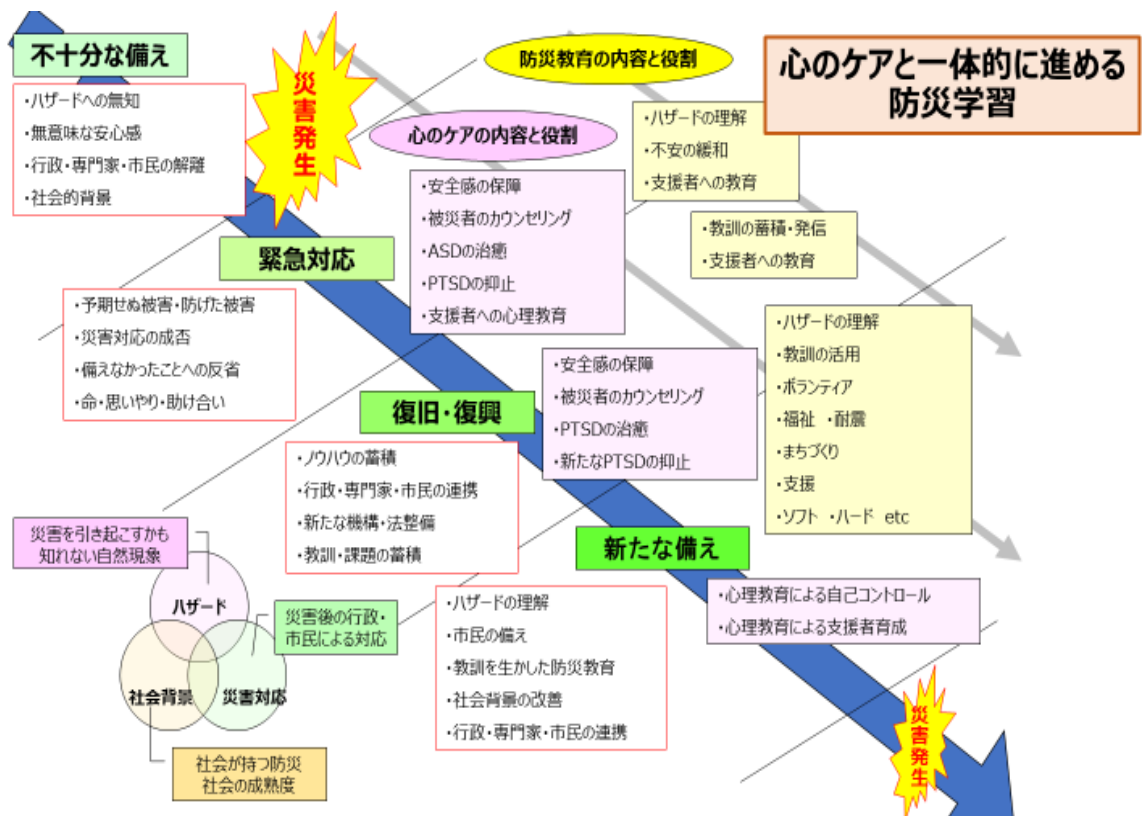 心のケアと一体的に進める
防災学習
不十分な備え
・ハザードへの無知
・無意味な安心感
・行政・専門家・市民の解離
・社会的背景
災害発生
防災教育の内容と役割
心のケアの内容と役割
・ハザードの理解
・不安の緩和
・支援者への教育
・安全感の保障
・被災者のカウンセリング
・ASDの治癒
・PTSDの抑止
・支援者への心理教育
・教訓の蓄積・発信
・支援者への教育
緊急対応
・予期せぬ被害・防げた被害
・災害対応の成否
・備えなかったことへの反省
・命・思いやり・助け合い
・ハザードの理解
・教訓の活用
・ボランティア
・福祉 ・耐震
・まちづくり
・支援
・ソフト ・ハード etc
・安全感の保障
・被災者のカウンセリング
・PTSDの治癒
・新たなPTSDの抑止
復旧・復興
・ノウハウの蓄積
・行政・専門家・市民の連携
・新たな機構・法整備
・教訓・課題の蓄積
新たな備え
・ハザードの理解
・市民の備え
・教訓を生かした防災教育
・社会背景の改善
・行政・専門家・市民の連携
・心理教育による自己コントロール
・心理教育による支援者育成
災害発生
災害を引き起こすかも
知れない自然現象
ハザード
災害後の行政・
市民による対応
社会背景
災害対応
社会が持つ防災
社会の成熟度